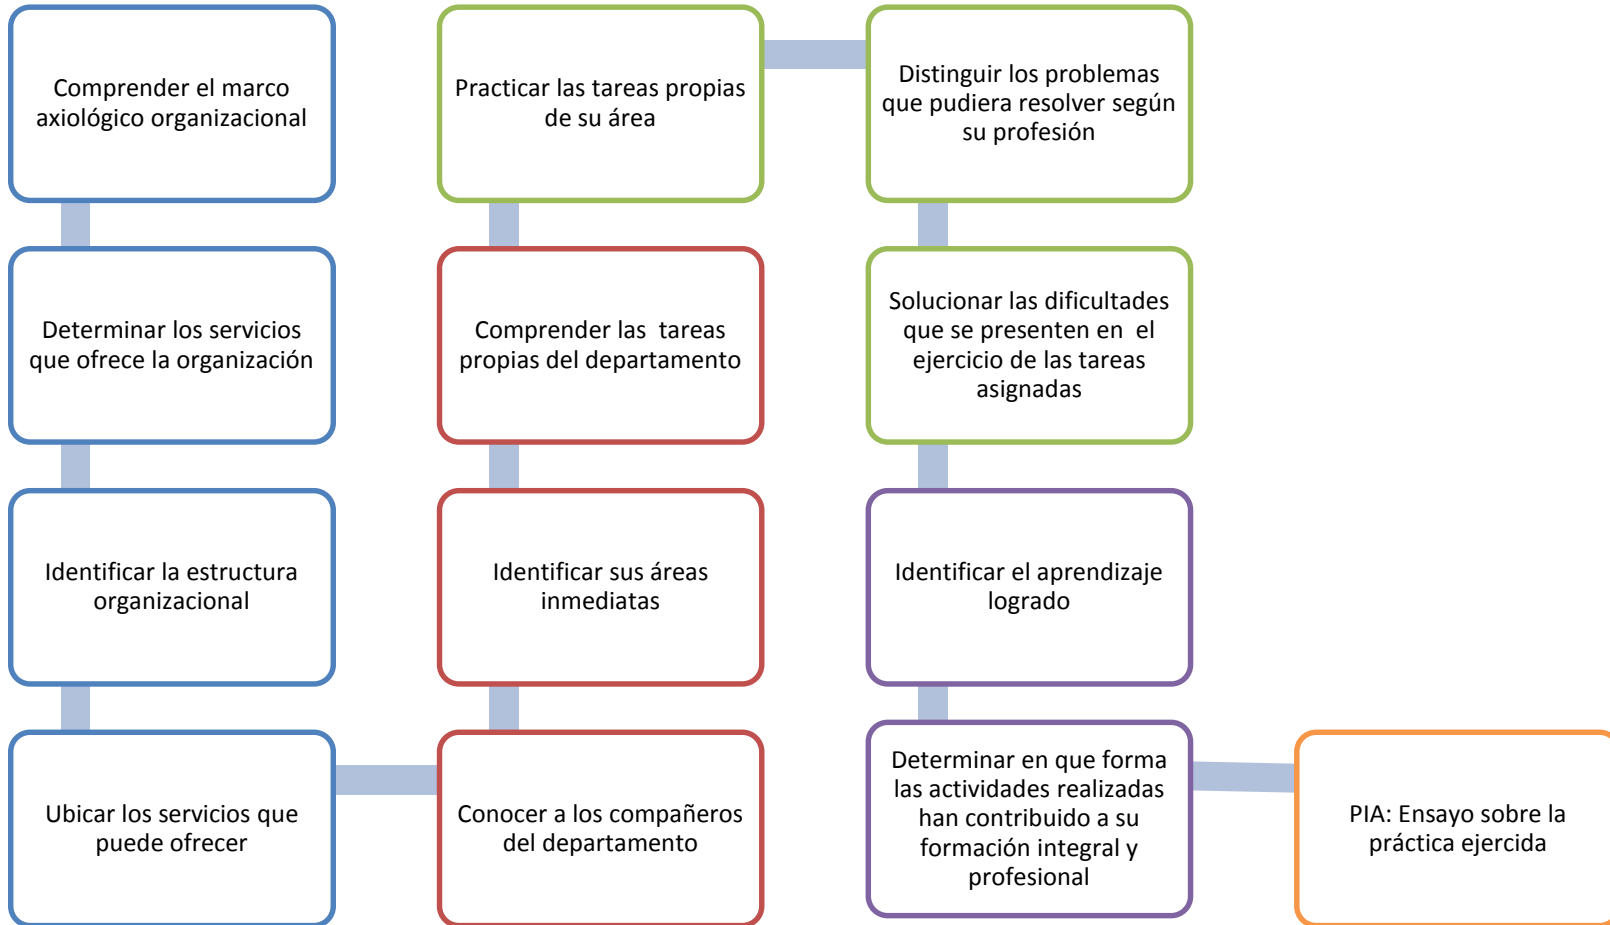 Comprender el marco
axiológico organizacional
Determinar los servicios
que ofrece la organización
Identificar la estructura
organizacional
Ubicar los servicios que
puede ofrecer
Conocer a los compañeros
del departamento
Identificar sus áreas
inmediatas
Comprender las  tareas
propias del departamento
Practicar las tareas propias
de su área
Distinguir los problemas
que pudiera resolver según
su profesión
Solucionar las dificultades
que se presenten en  el
ejercicio de las tareas
asignadas
Identificar el aprendizaje
logrado
Determinar en que forma
las actividades realizadas
han contribuido a su
formación integral y
profesional
PIA: Ensayo sobre la
práctica ejercida